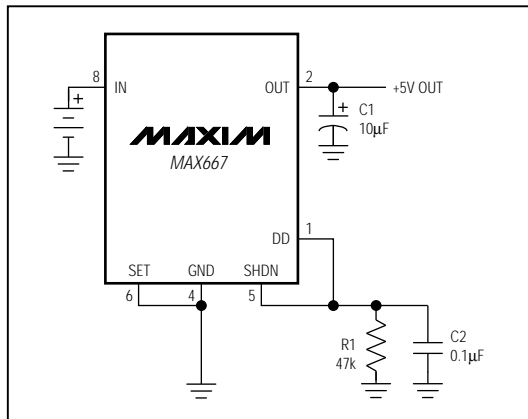 8
IN
OUT
2
+5V OUT
+
+
C1
10µF
MAXIM
MAX667
1
DD
SET
GND
SHDN
6
4
5
R1
47k
C2
0.1µF